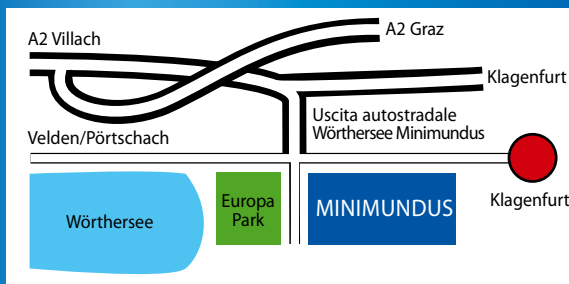 A2 Villach
A2 Graz
Klagenfurt
Uscita autostradale
Wörthersee Minimundus
Velden/Pörtschach
Wörthersee
Europa
Park
MINIMUNDUS
Klagenfurt